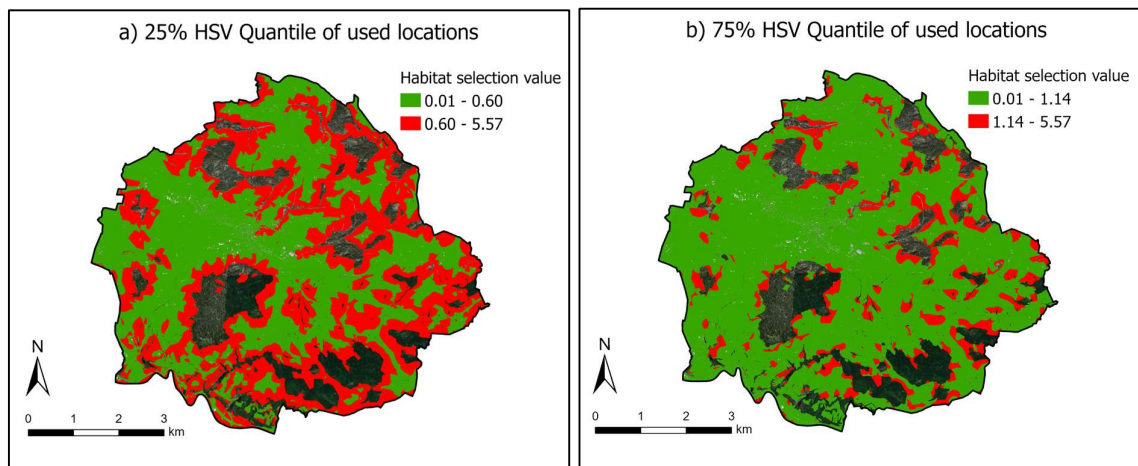 a) 25% HSV Quantile of used locations
Habitat selection value
0.01 - 0.60
0.60 - 5.57
N
0 1 2 3
km
b) 75% HSV Quantile of used locations
Habitat selection value
0.01 - 1.14
1.14 - 5.57
N
0 1 2 3
km